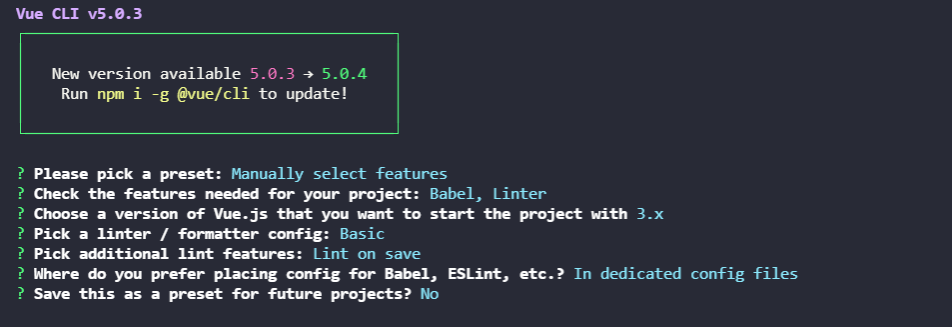 Vue CLI v5.0.3
New version available 5.0.3 → 5.0.4
Run npm i -g @vue/cli to update!
? Please pick a preset: Manually select features
? Check the features needed for your project: Babel, Linter
? Choose a version of Vue.js that you want to start the project with 3.x
? Pick a linter / formatter config: Basic
? Pick additional lint features: Lint on save
? Where do you prefer placing config for Babel, ESLint, etc.? In dedicated config files
? Save this as a preset for future projects? No